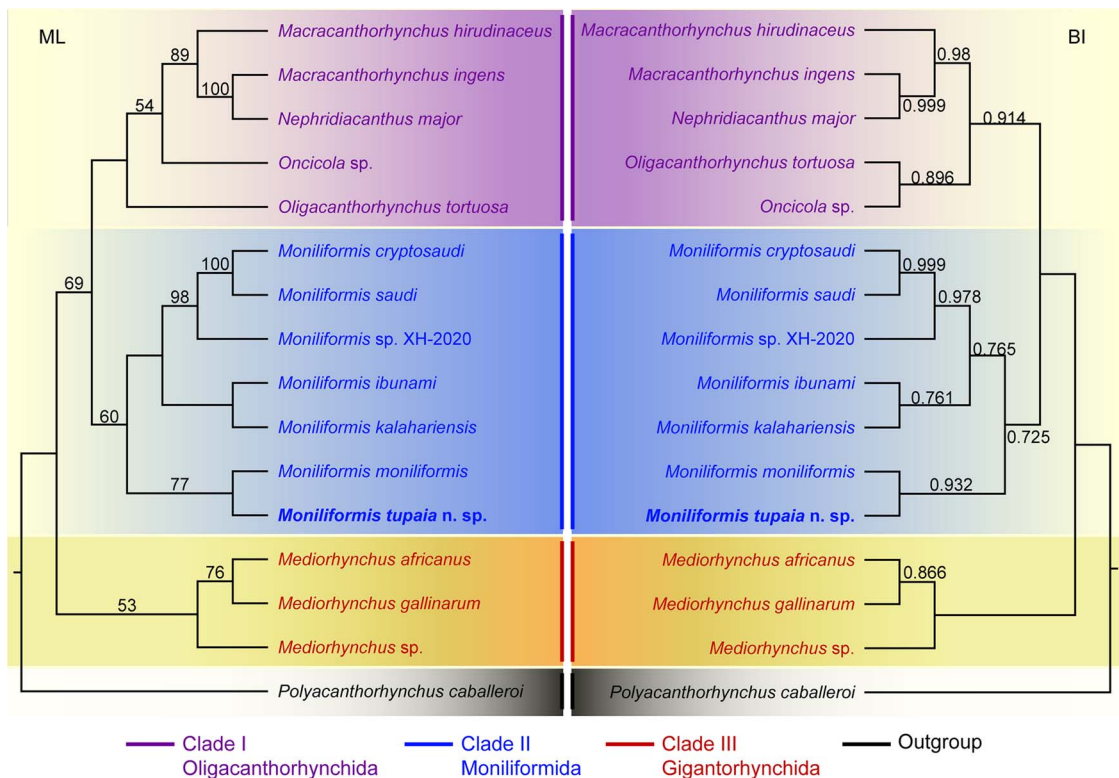 ML
BI
Macracanthorhynchus hirudinaceus
Macracanthorhynchus ingens
Nephridiacanthus major
Oncicola sp.
Oligacanthorhynchus tortuosa
Moniliformis cryptosaudi
Moniliformis saudi
Moniliformis sp. XH-2020
Moniliformis ibunami
Moniliformis kalahariensis
Moniliformis moniliformis
Moniliformis tupaia n. sp.
Mediorhynchus africanus
Mediorhynchus gallinarum
Mediorhynchus sp.
Polyacanthorhynchus caballeroi
89
100
54
100
98
69
60
77
76
53
Macracanthorhynchus hirudinaceus
Macracanthorhynchus ingens
Nephridiacanthus major
Oligacanthorhynchus tortuosa
Oncicola sp.
Moniliformis cryptosaudi
Moniliformis saudi
Moniliformis sp. XH-2020
Moniliformis ibunami
Moniliformis kalahariensis
Moniliformis moniliformis
Moniliformis tupaia n. sp.
Mediorhynchus africanus
Mediorhynchus gallinarum
Mediorhynchus sp.
Polyacanthorhynchus caballeroi
0.98
0.999
0.914
0.896
0.999
0.978
0.765
0.761
0.725
0.932
0.866
Clade I
Oligacanthorhynchida
Clade II
Moniliformida
Clade III
Gigantorhynchida
Outgroup